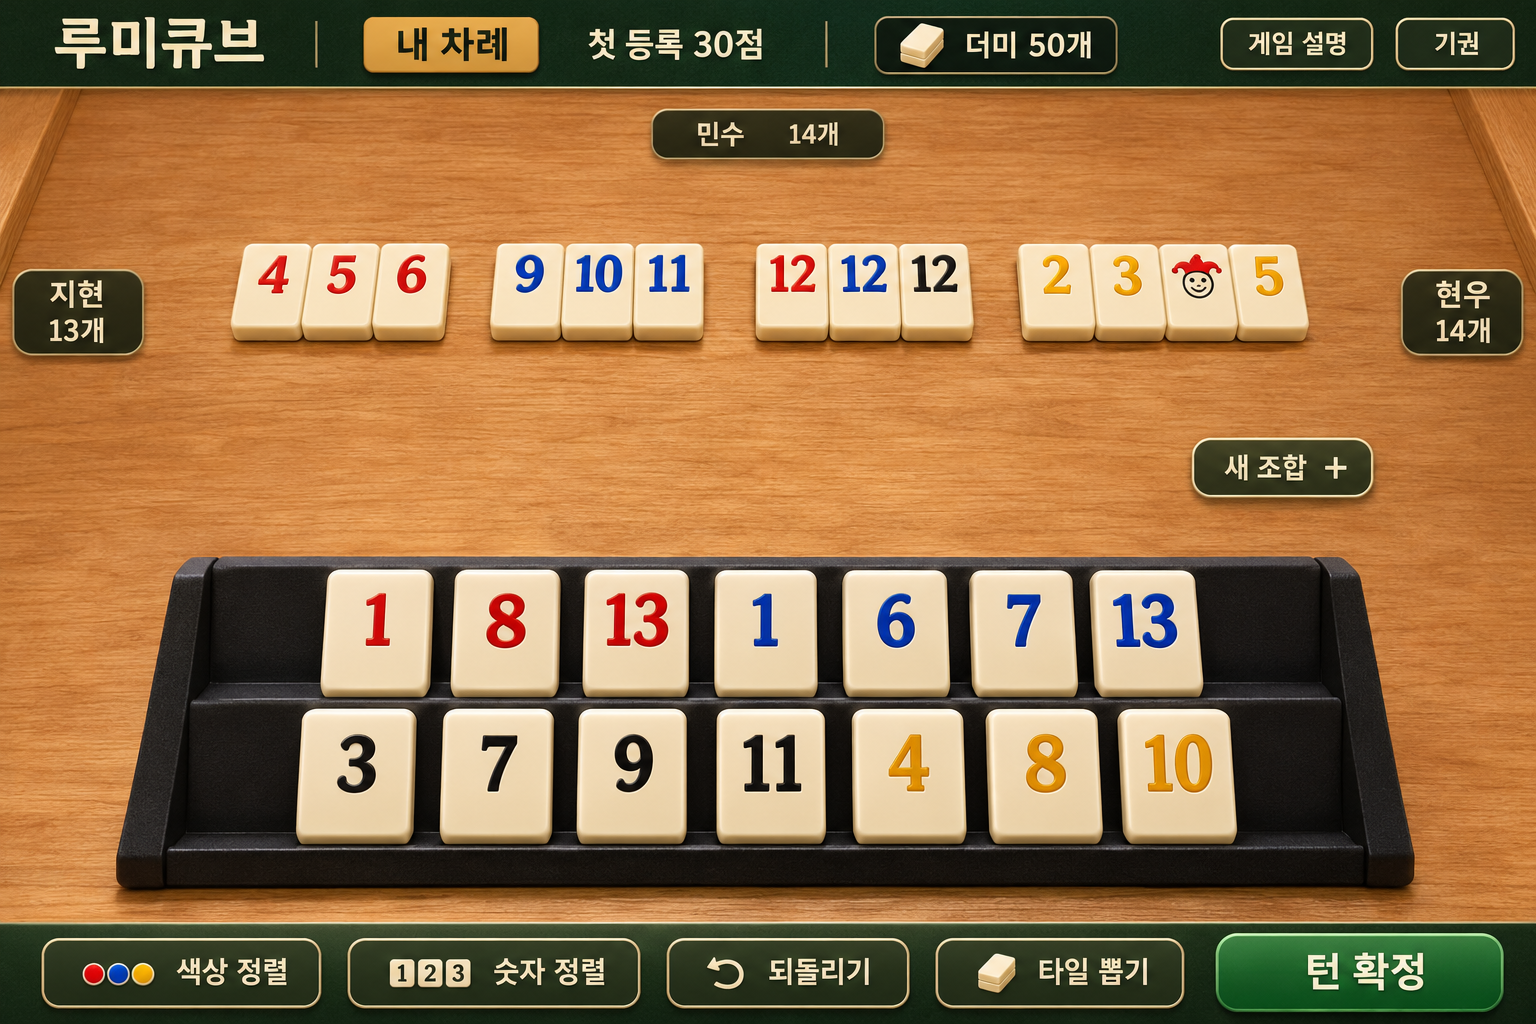 루미큐브 내 차례 첫 등록 30점 더미 50개 게임 설명 기권
민수 14개
지현
13개
4 5 6 9 10 11 12 12 12 2 3 5
현우
14개
새 조합 +
1 8 13 1 6 7 13
3 7 9 11 4 8 10
색상 정렬 1 2 3 숫자 정렬 되돌리기 타일 뽑기 턴 확정